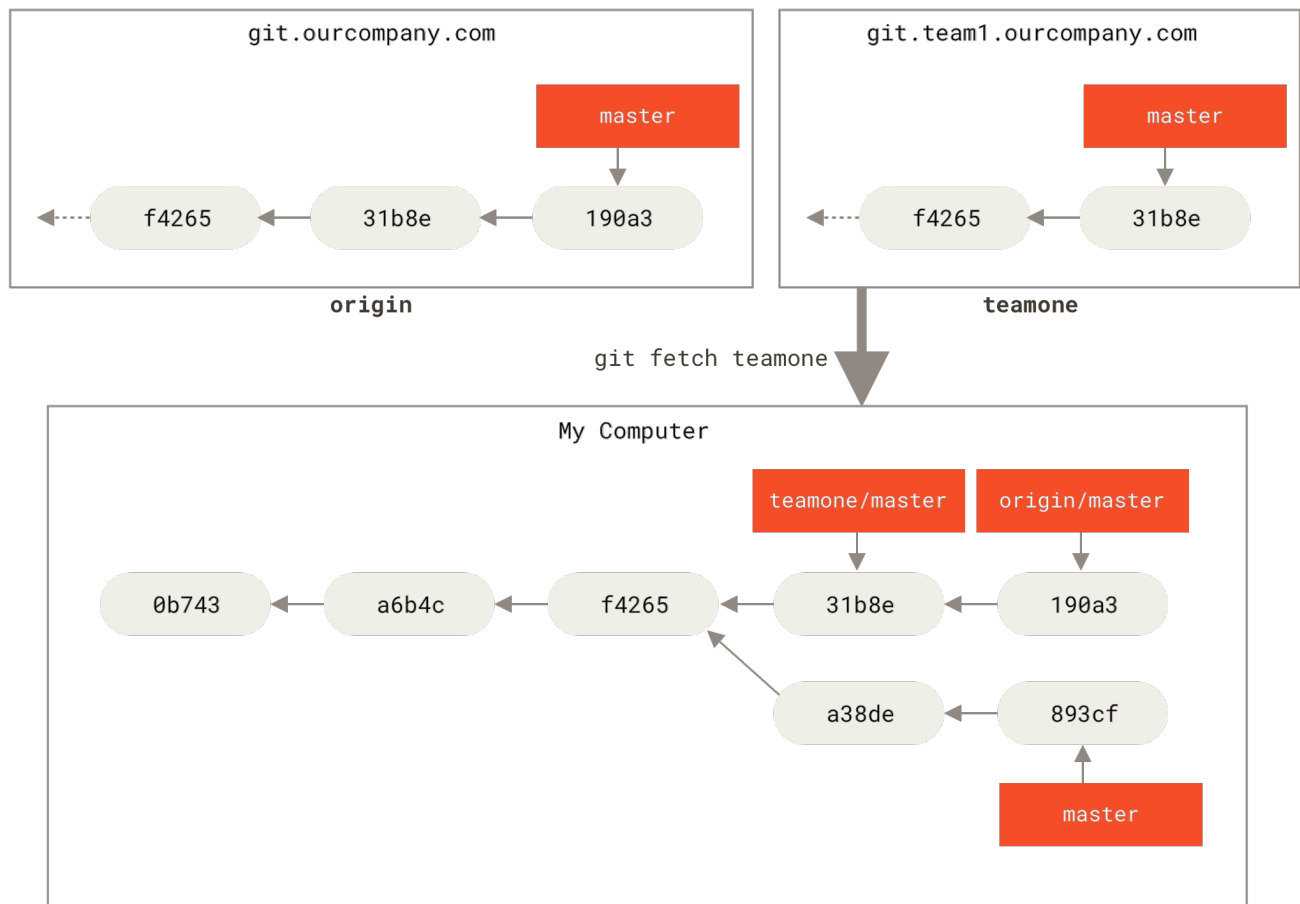 git.ourcompany.com
master
f4265
31b8e
190a3
origin
git.team1.ourcompany.com
master
f4265
31b8e
teamone
git fetch teamone
My Computer
teamone/master
origin/master
0b743
a6b4c
f4265
31b8e
190a3
a38de
893cf
master